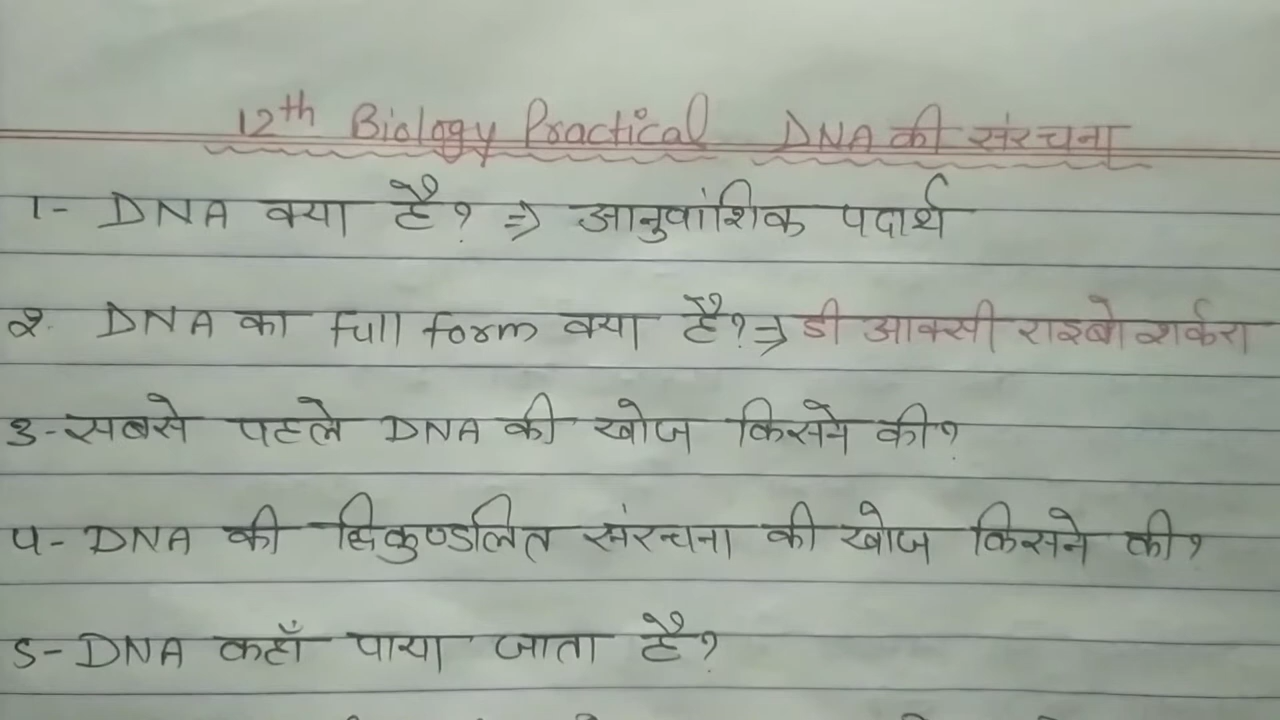 12th Biology Practical DNA की संरचना
1- DNA क्या है? ⇒ आनुवांशिक पदार्थ
2. DNA का full form क्या है? ⇒ डी आक्सी राइबो शर्करा
3-सबसे पहले DNA की खोज किसने की?
4- DNA की द्विकुण्डलित संरचना की खोज किसने की?
5- DNA कहाँ पाया जाता है?